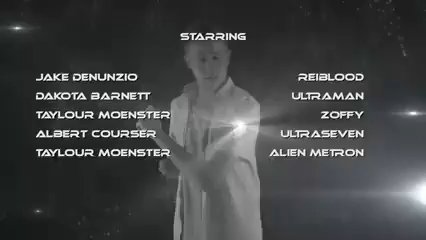 STARRING
JAKE DENUNZIO REIBLOOD
DAKOTA BARNETT ULTRAMAN
TAYLOUR MOENSTER ZOFFY
ALBERT COURSER ULTRASEVEN
TAYLOUR MOENSTER ALIEN METRON